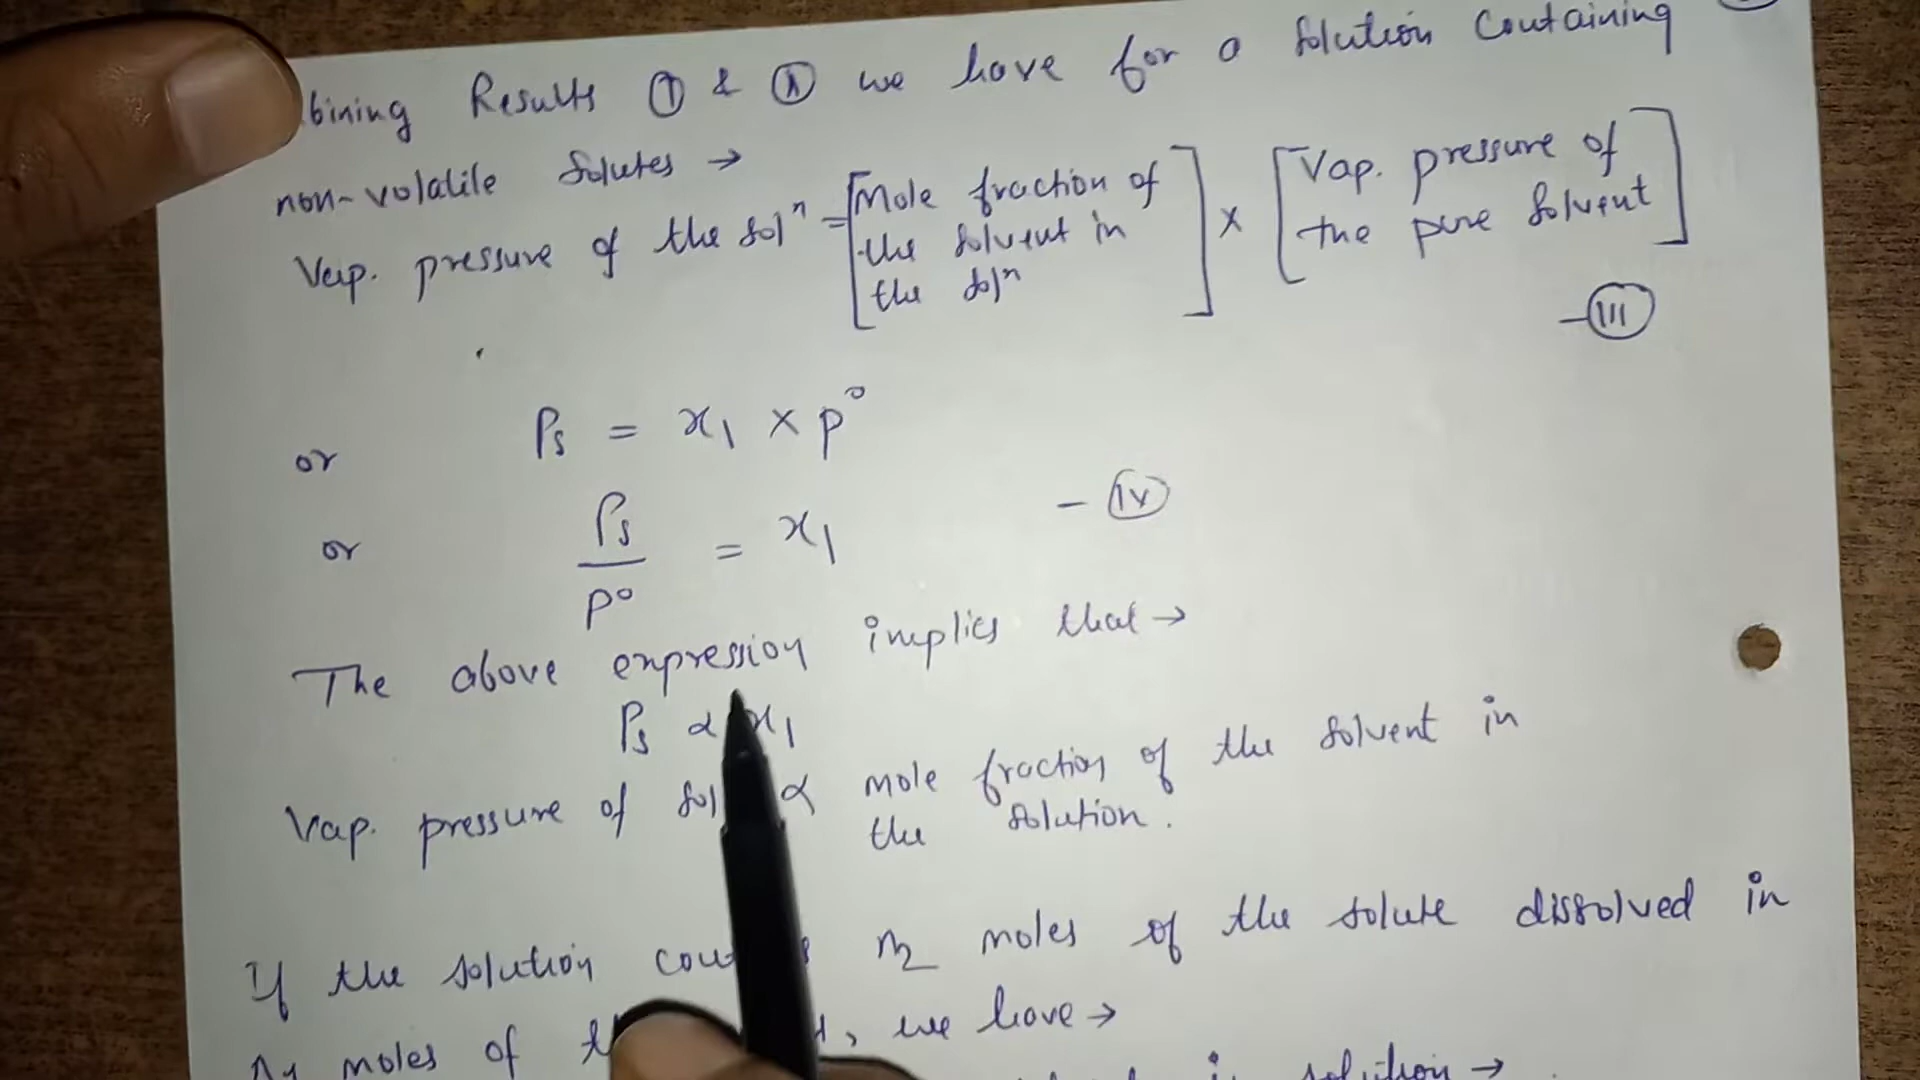 bining Results Ⓘ & Ⓘ we have for a solution containing
non-volatile solutes →
Vap. pressure of the solⁿ = [Mole fraction of the solvent in the solⁿ] × [Vap. pressure of the pure solvent] - III
or Ps = x₁ × p°
or Ps/p° = x₁ - IV
The above expression implies that →
Ps ∝ x₁
Vap. pressure of sol ∝ mole fraction of the solvent in
the solution.
If the solution n₂ moles of the solute dissolved in
moles of , we have →
solution →